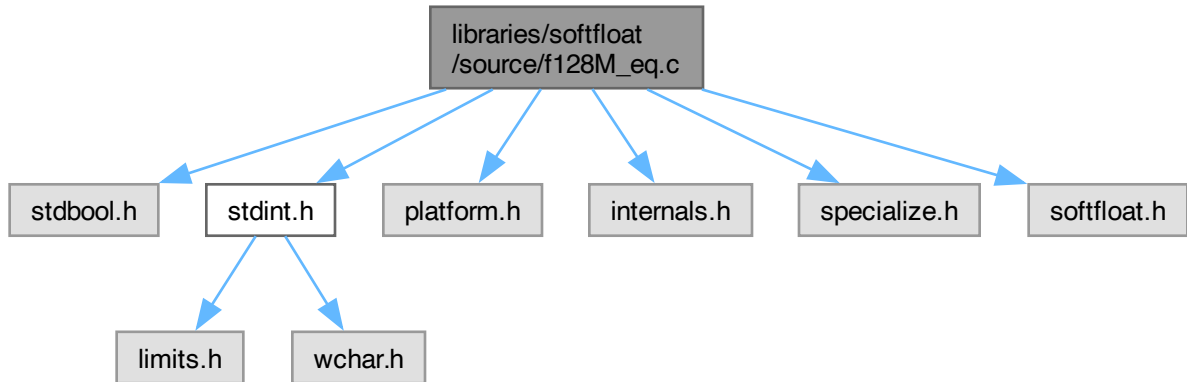 libraries/softfloat
/source/f128M_eq.c
stdbool.h
stdint.h
platform.h
internals.h
specialize.h
softfloat.h
limits.h
wchar.h